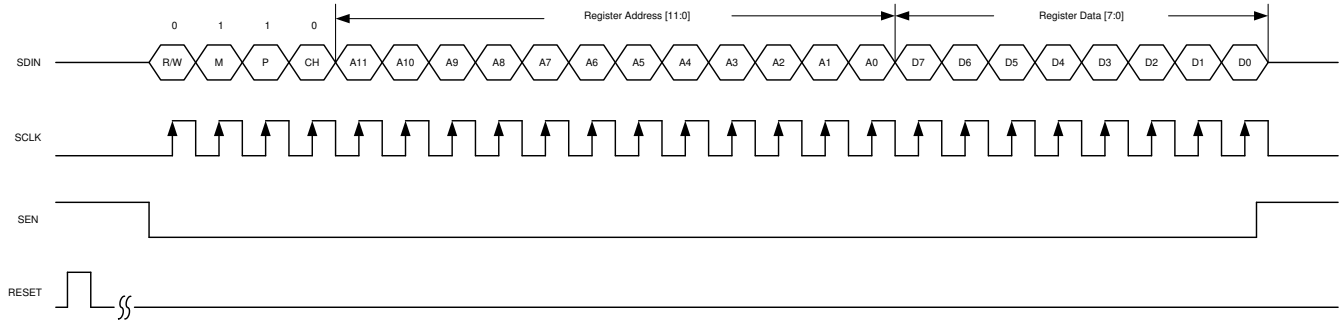 0 1 1 0 Register Address [11:0] Register Data [7:0]
SDIN R/W M P CH A11 A10 A9 A8 A7 A6 A5 A4 A3 A2 A1 A0 D7 D6 D5 D4 D3 D2 D1 D0
SCLK
SEN
RESET